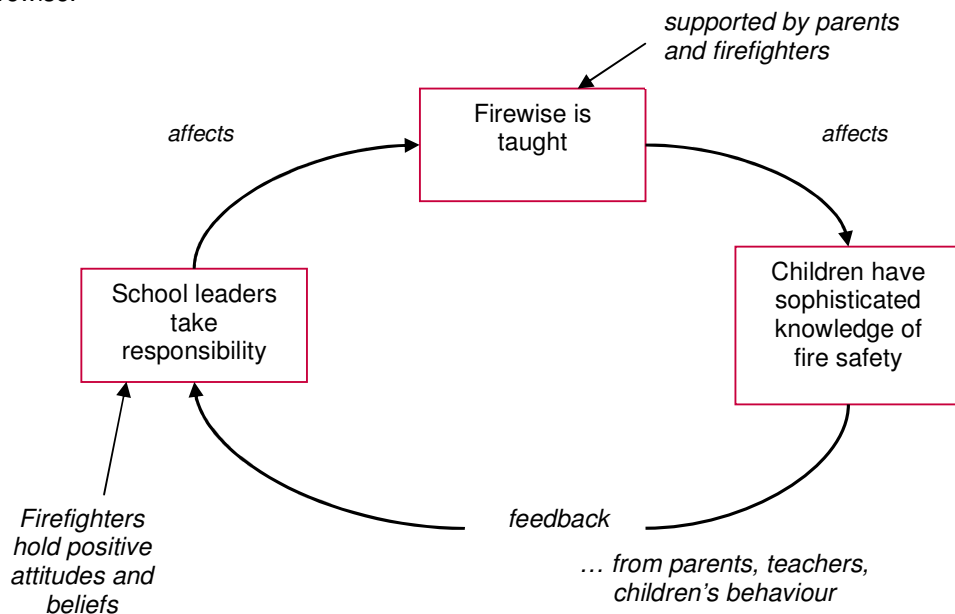 supported by parents
and firefighters
Firewise is
taught
affects
affects
School leaders
take
responsibility
Children have
sophisticated
knowledge of
fire safety
Firefighters
hold positive
attitudes and
beliefs
feedback
… from parents, teachers,
children’s behaviour